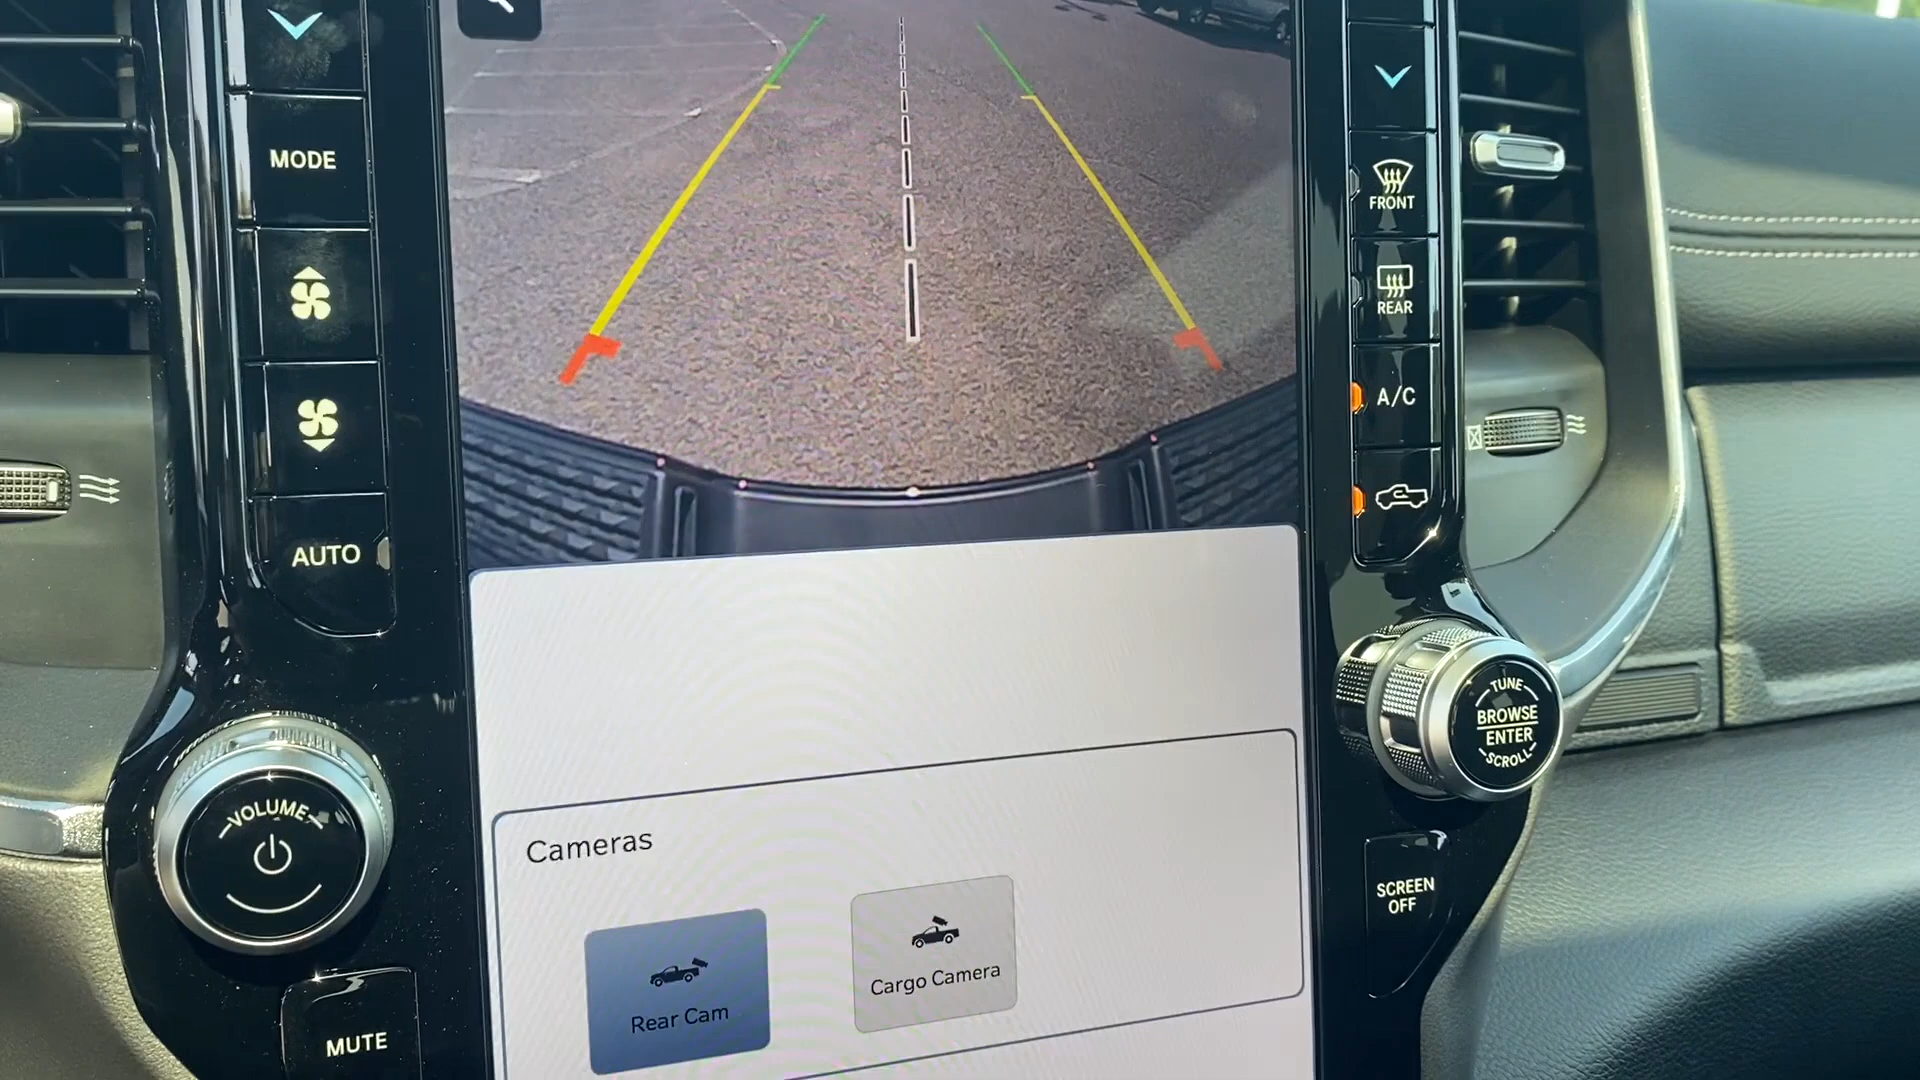 MODE
AUTO
VOLUME
MUTE
FRONT
REAR
A/C
TUNE
BROWSE
ENTER
SCROLL
SCREEN
OFF
Cameras
Rear Cam
Cargo Camera